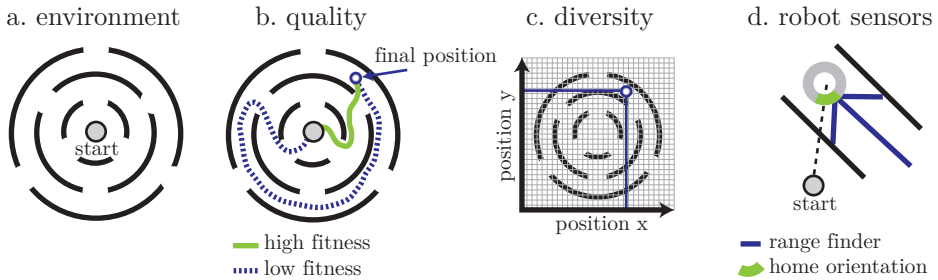 a. environment
start
b. quality
final position
high fitness
low fitness
c. diversity
position y
position x
d. robot sensors
start
range finder
home orientation